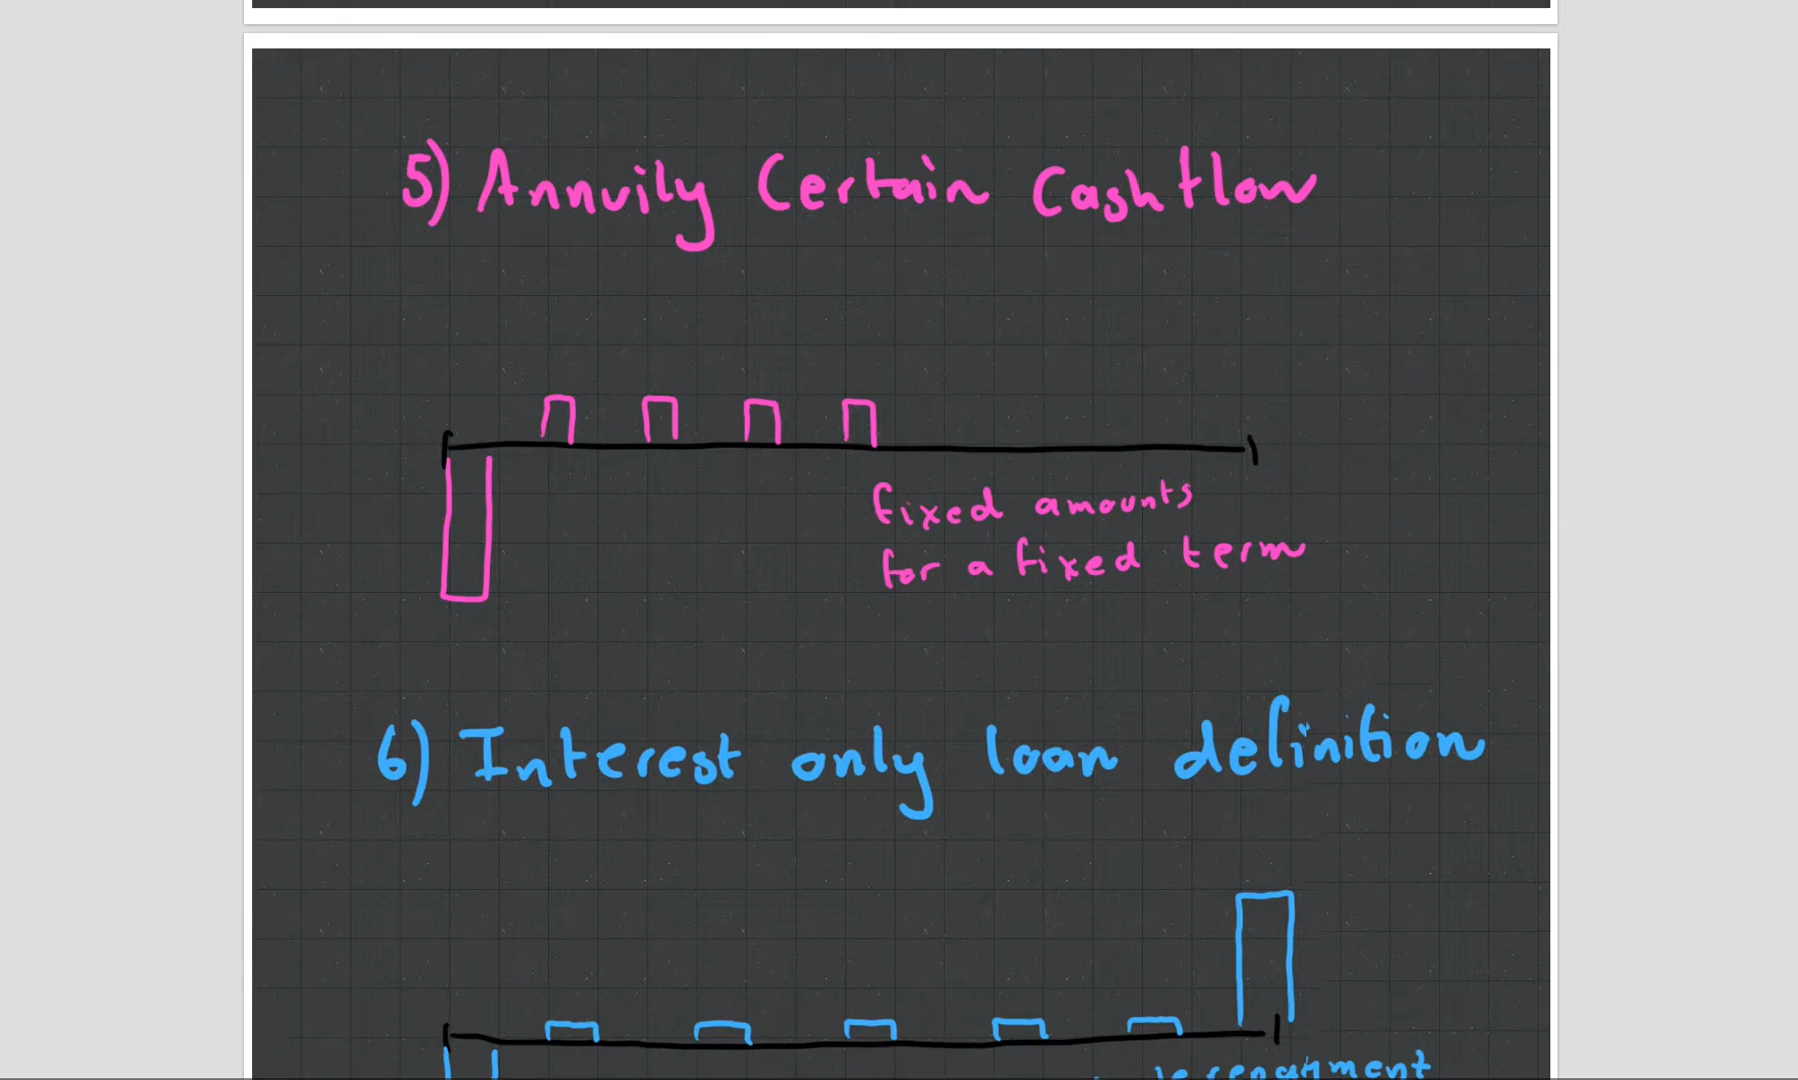 5) Annuity Certain Cashflow
fixed amounts
for a fixed term
6) Interest only loan definition